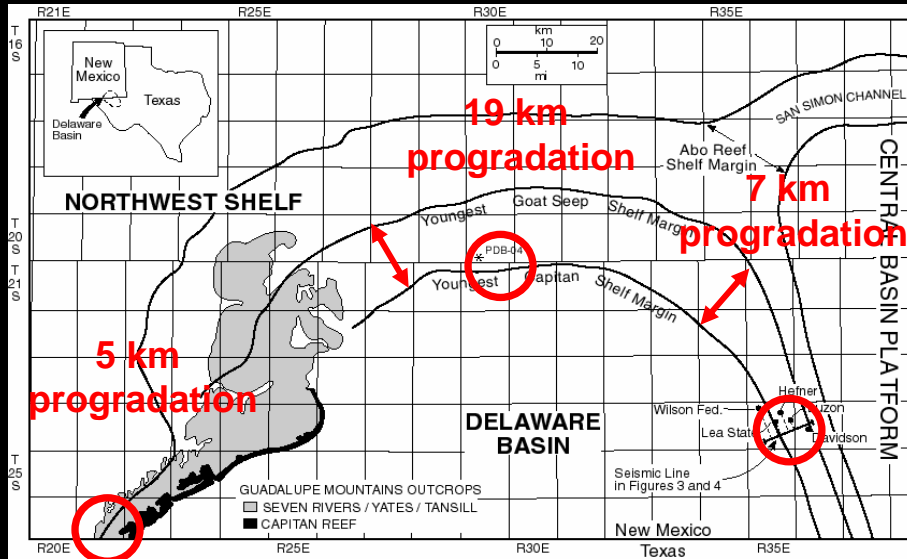 R21E
R25E
R30E
R35E
T
16
S
km
0 10 20
0 5 10
mi
New
Mexico
Texas
Delaware
Basin
19 km
progradation
SAN SIMON CHANNEL
Abo Reef
Shelf Margin
7 km
progradation
CENTRAL BASIN PLATFORM
NORTHWEST SHELF
Youngest Goat Seep Shelf Margin
T
20
S
T
21
S
PDB-04
Youngest Capitan Shelf Margin
5 km
progradation
Hefner
Wilson Fed.
Lea State
Davidson
DELAWARE
BASIN
T
25
S
Seismic Line
in Figures 3 and 4
GUADALUPE MOUNTAINS OUTCROPS
SEVEN RIVERS / YATES / TANSILL
CAPITAN REEF
New Mexico
Texas
R20E
R25E
R30E
R35E